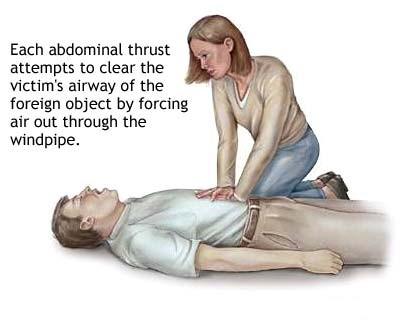 Each abdominal thrust
attempts to clear the
victim's airway of the
foreign object by forcing
air out through the
windpipe.